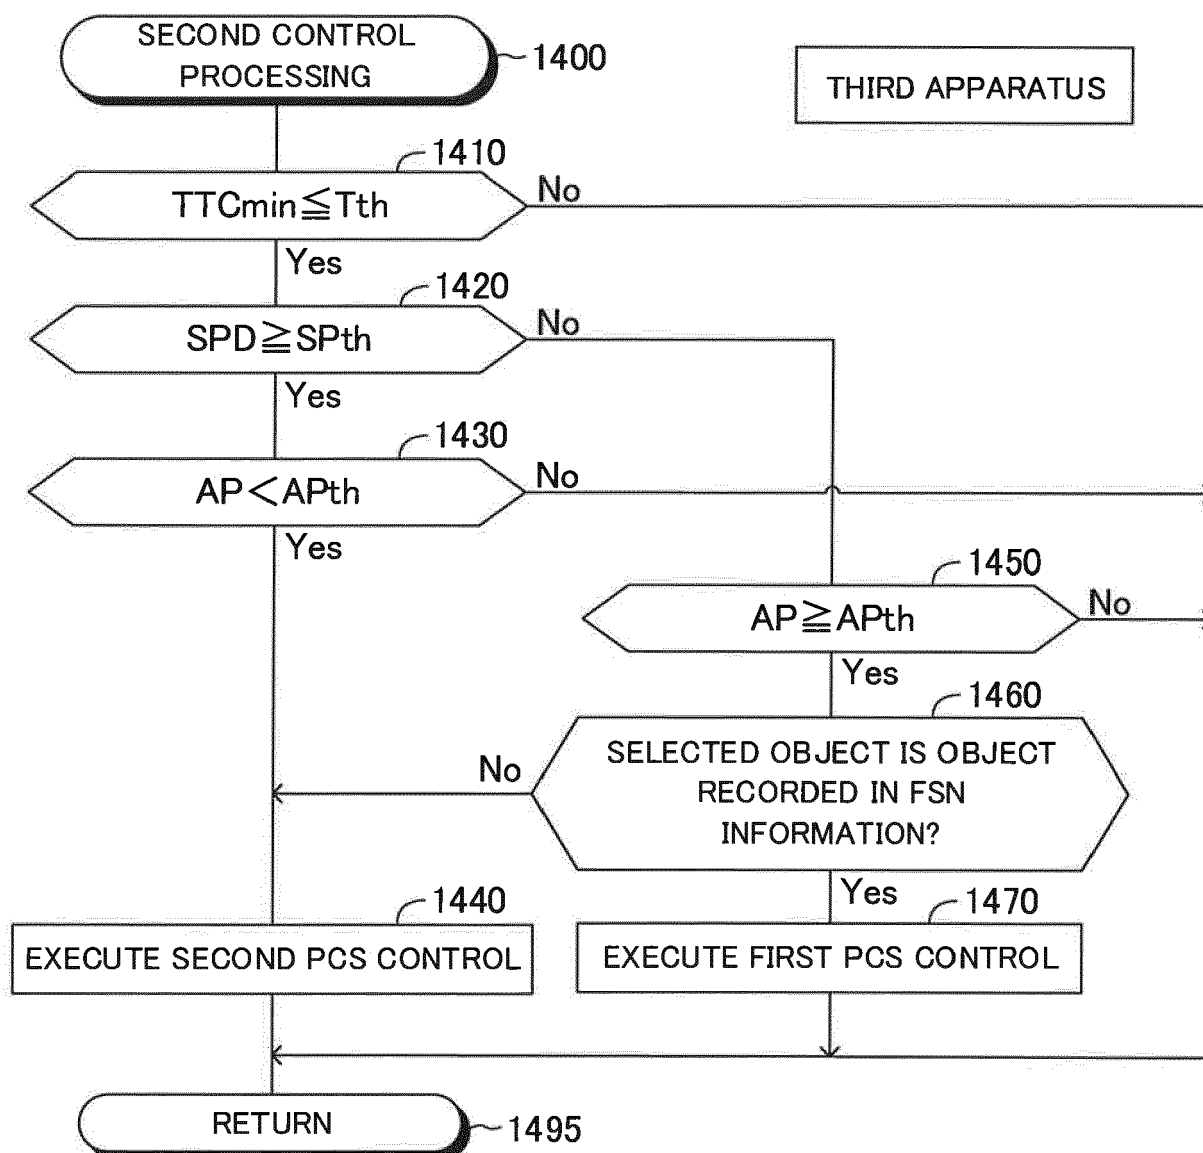 SECOND CONTROL
PROCESSING
1400
THIRD APPARATUS
1410
TTCmin≦Tth
No
Yes
1420
SPD≧SPth
No
Yes
1430
AP<APth
No
Yes
1450
AP≧APth
No
Yes
1460
SELECTED OBJECT IS OBJECT
RECORDED IN FSN
INFORMATION?
No
Yes
1440
EXECUTE SECOND PCS CONTROL
1470
EXECUTE FIRST PCS CONTROL
RETURN
1495